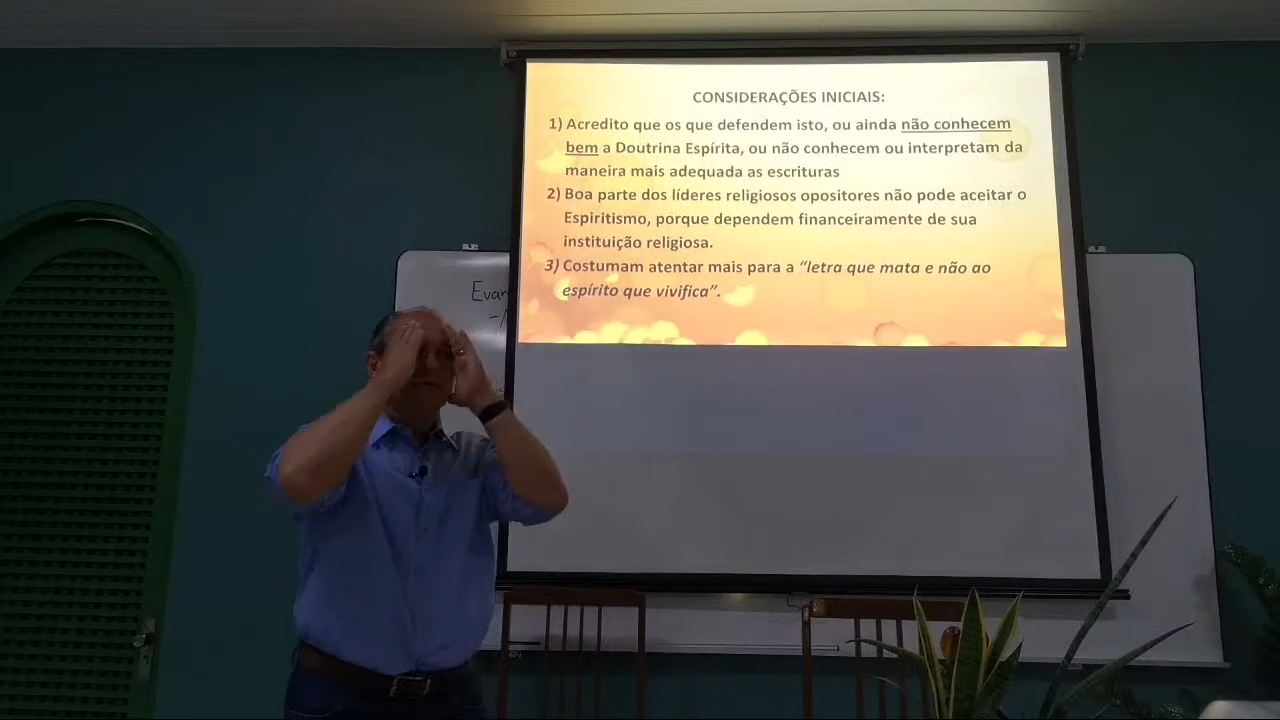 CONSIDERAÇÕES INICIAIS:
1) Acredito que os que defendem isto, ou ainda não conhecem
bem a Doutrina Espírita, ou não conhecem ou interpretam da
maneira mais adequada as escrituras
2) Boa parte dos líderes religiosos opositores não pode aceitar o
Espiritismo, porque dependem financeiramente de sua
instituição religiosa.
3) Costumam atentar mais para a “letra que mata e não ao
espírito que vivifica”.
Evan